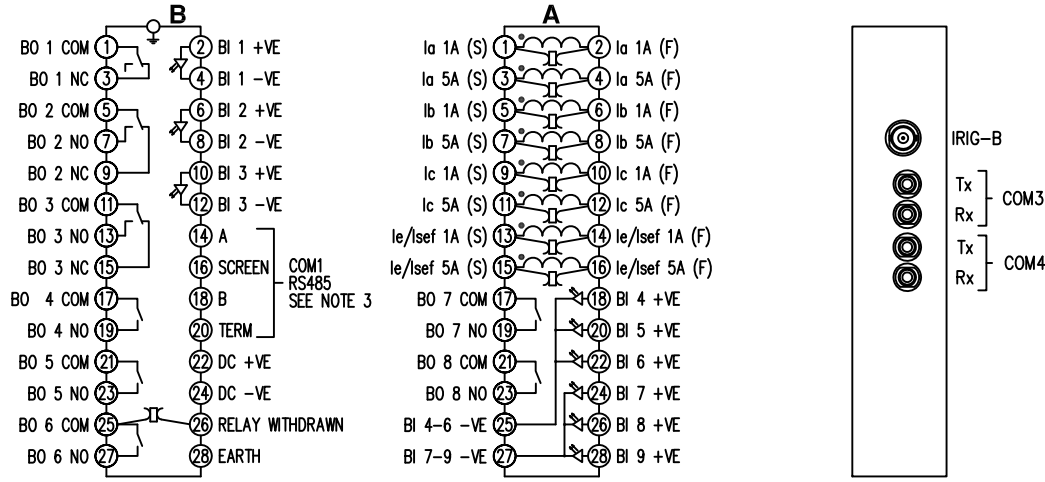 B
BO 1 COM 1 2 BI 1 +VE
BO 1 NC 3 4 BI 1 −VE
BO 2 COM 5 6 BI 2 +VE
BO 2 NO 7 8 BI 2 −VE
BO 2 NC 9 10 BI 3 +VE
BO 3 COM 11 12 BI 3 −VE
BO 3 NO 13 14 A
BO 3 NC 15 16 SCREEN
BO 4 COM 17 18 B
BO 4 NO 19 20 TERM
COM1
RS485
SEE NOTE 3
BO 5 COM 21 22 DC +VE
BO 5 NO 23 24 DC −VE
BO 6 COM 25 26 RELAY WITHDRAWN
BO 6 NO 27 28 EARTH
A
Ia 1A (S) 1 2 Ia 1A (F)
Ia 5A (S) 3 4 Ia 5A (F)
Ib 1A (S) 5 6 Ib 1A (F)
Ib 5A (S) 7 8 Ib 5A (F)
Ic 1A (S) 9 10 Ic 1A (F)
Ic 5A (S) 11 12 Ic 5A (F)
Ie/Isef 1A (S) 13 14 Ie/Isef 1A (F)
Ie/Isef 5A (S) 15 16 Ie/Isef 5A (F)
BO 7 COM 17 18 BI 4 +VE
BO 7 NO 19 20 BI 5 +VE
BO 8 COM 21 22 BI 6 +VE
BO 8 NO 23 24 BI 7 +VE
BI 4−6 −VE 25 26 BI 8 +VE
BI 7−9 −VE 27 28 BI 9 +VE
IRIG−B
Tx
Rx
COM3
Tx
Rx
COM4